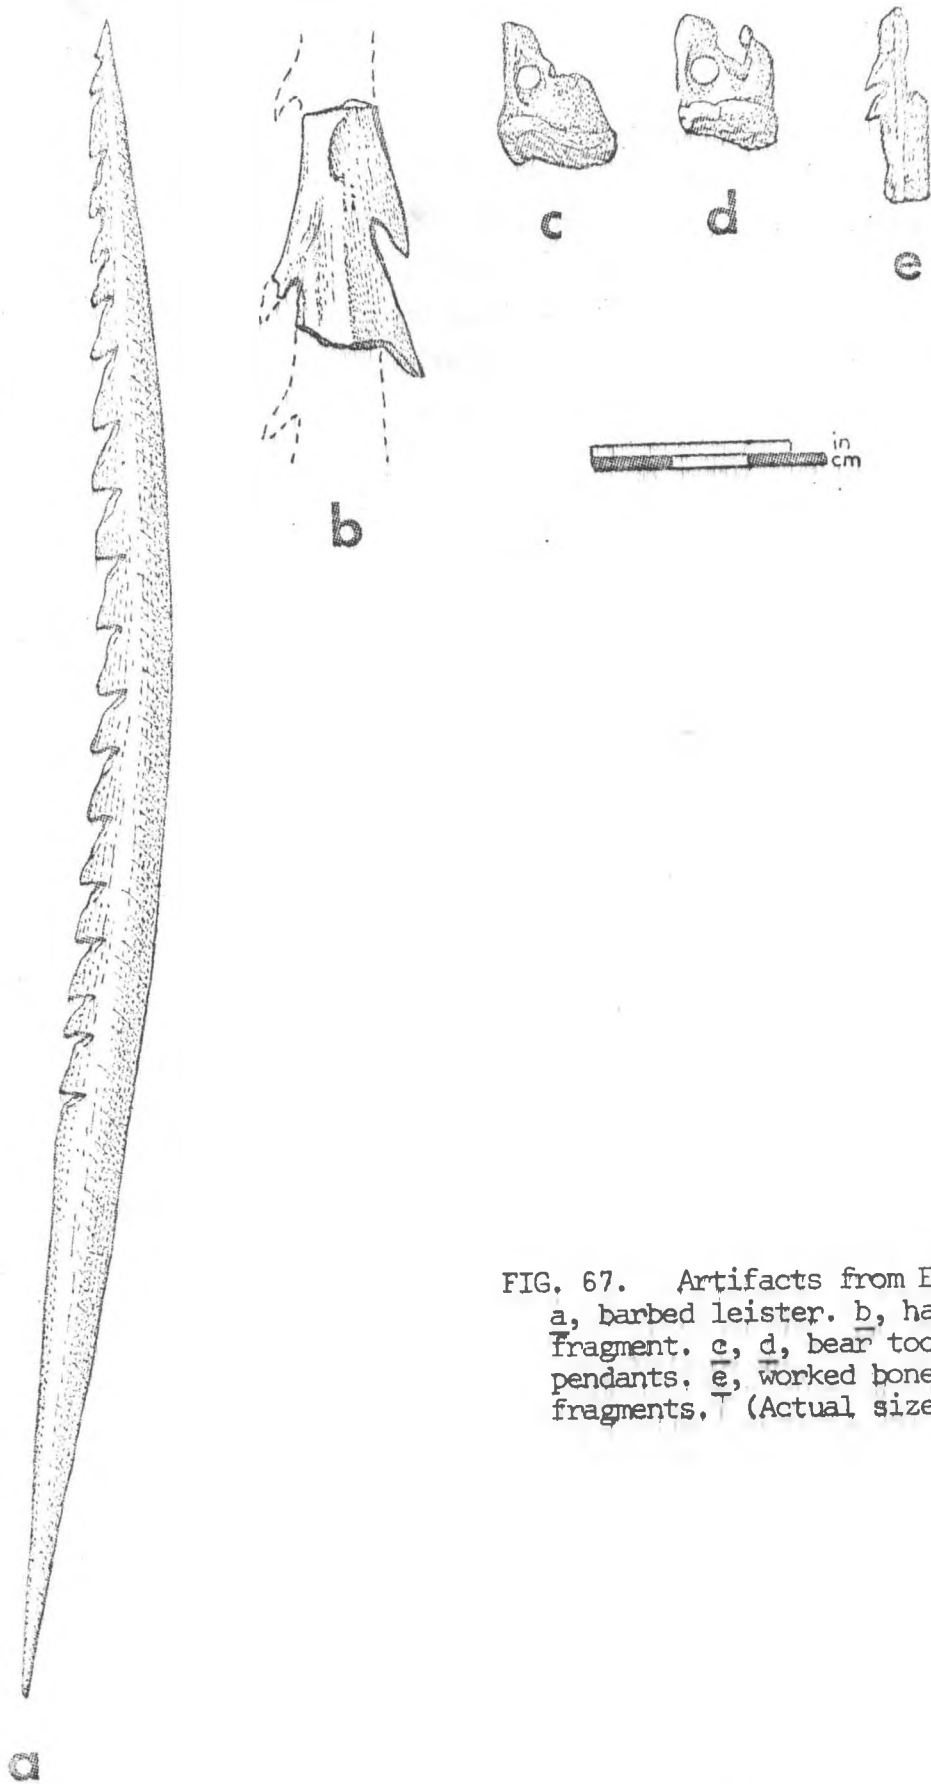 c
d
e
in
cm
b
FIG. 67. Artifacts from E
a, barbed leister. b, ha
fragment. c, d, bear too
pendants. e, worked bone
fragments. (Actual size
a